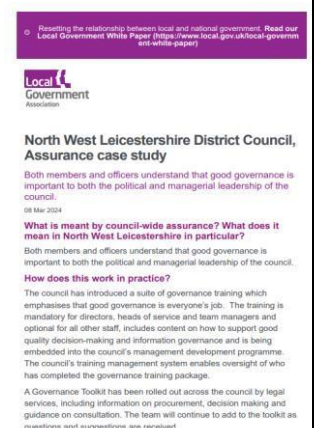 Resetting the relationship between local and national government. Read our
Local Government White Paper (https://www.local.gov.uk/local-governm
ent-white-paper)
Local
Government
Association
North West Leicestershire District Council,
Assurance case study
Both members and officers understand that good governance is
important to both the political and managerial leadership of the
council.
08 Mar 2024
What is meant by council-wide assurance? What does it
mean in North West Leicestershire in particular?
Both members and officers understand that good governance is
important to both the political and managerial leadership of the council.
How does this work in practice?
The council has introduced a suite of governance training which
emphasises that good governance is everyone's job. The training is
mandatory for directors, heads of service and team managers and
optional for all other staff, includes content on how to support good
quality decision-making and information governance and is being
embedded into the council's management development programme.
The council's training management system enables oversight of who
has completed the governance training package.
A Governance Toolkit has been rolled out across the council by legal
services, including information on procurement, decision making and
guidance on consultation. The team will continue to add to the toolkit as
questions and suggestions are received.